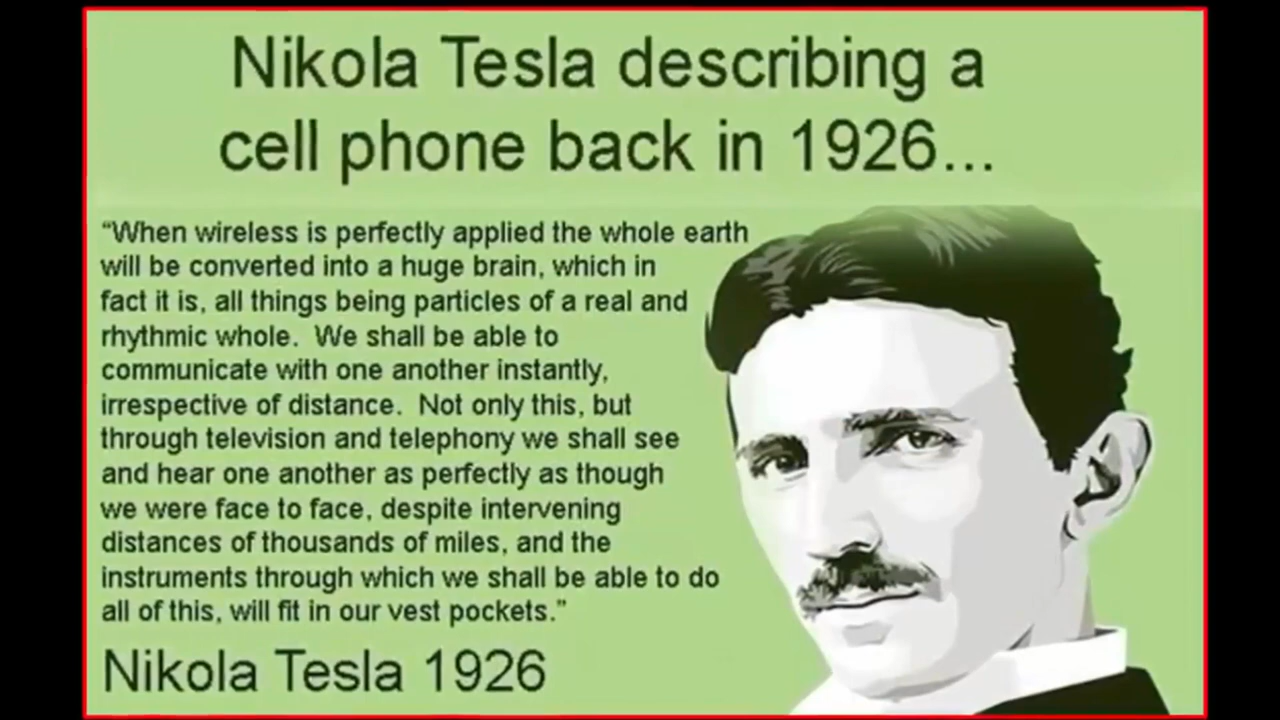 Nikola Tesla describing a
cell phone back in 1926...
“When wireless is perfectly applied the whole earth
will be converted into a huge brain, which in
fact it is, all things being particles of a real and
rhythmic whole.  We shall be able to
communicate with one another instantly,
irrespective of distance.  Not only this, but
through television and telephony we shall see
and hear one another as perfectly as though
we were face to face, despite intervening
distances of thousands of miles, and the
instruments through which we shall be able to do
all of this, will fit in our vest pockets.”
Nikola Tesla 1926